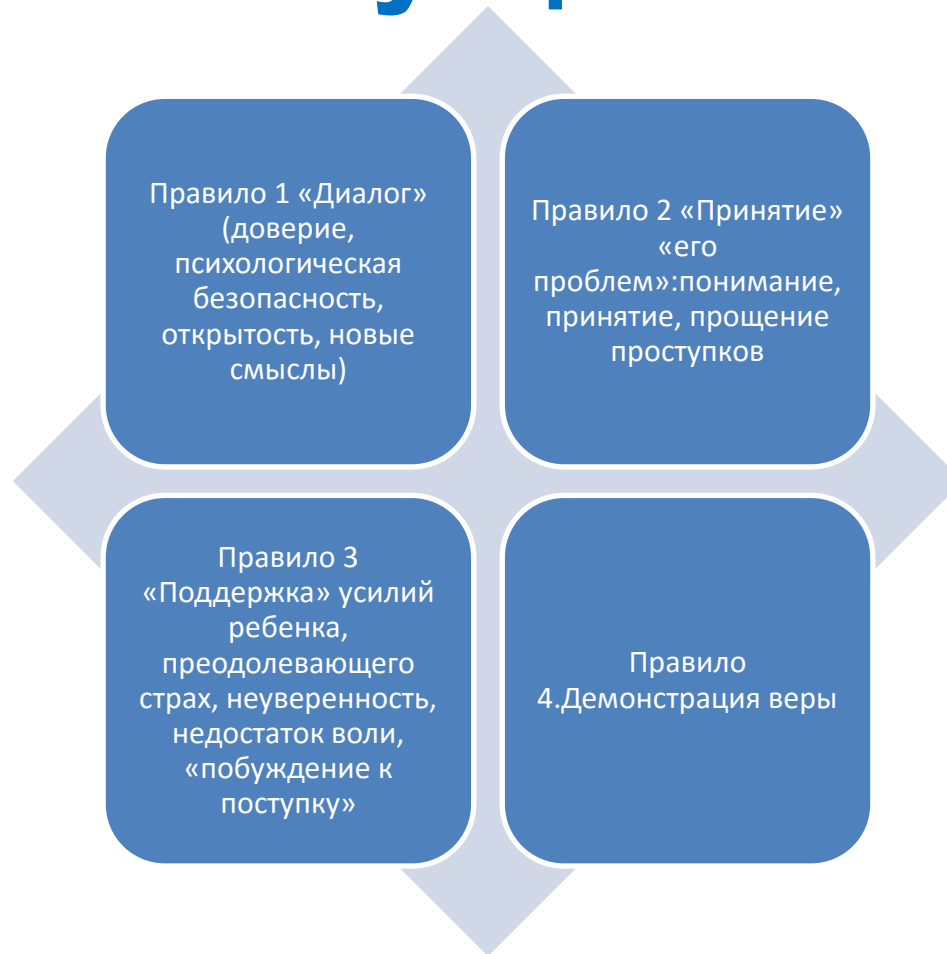 Правило 1 «Диалог»
(доверие,
психологическая
безопасность,
открытость, новые
смыслы)
Правило 2 «Принятие»
«его
проблем»:понимание,
принятие, прощение
проступков
Правило 3
«Поддержка» усилий
ребенка,
преодолевающего
страх, неуверенность,
недостаток воли,
«побуждение к
поступку»
Правило
4.Демонстрация веры